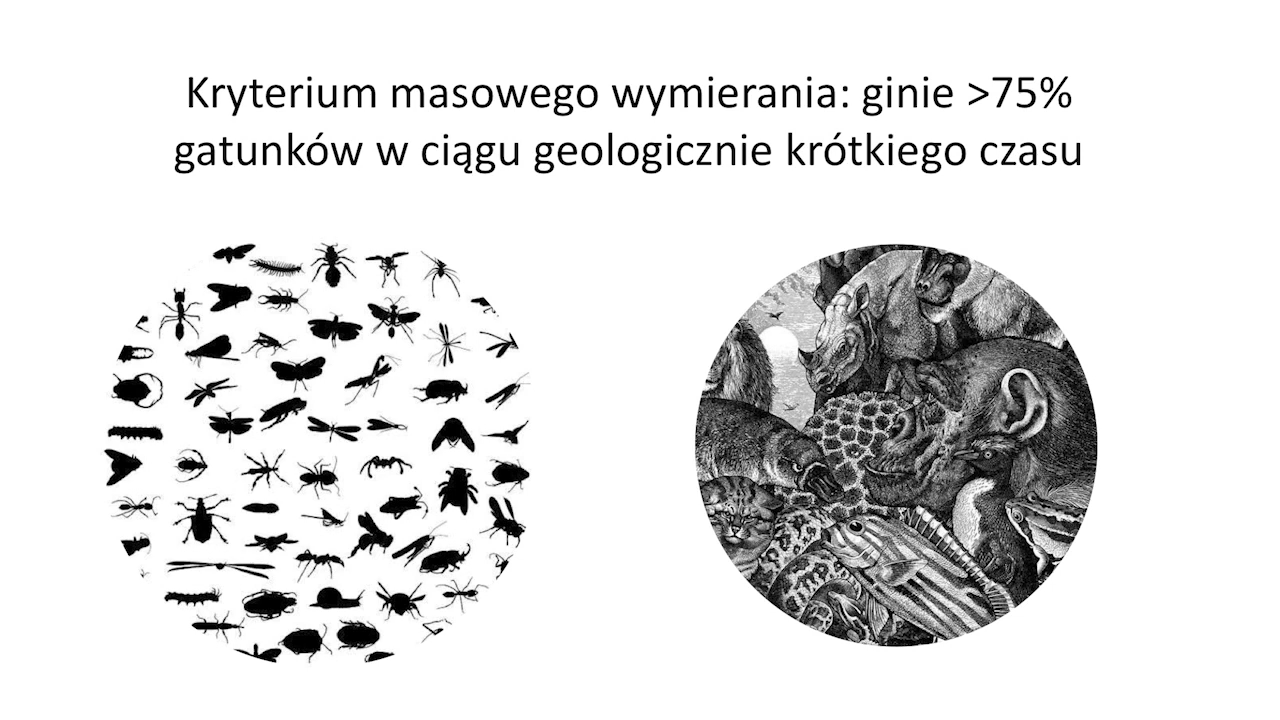 Kryterium masowego wymierania: ginie >75%
gatunków w ciągu geologicznie krótkiego czasu